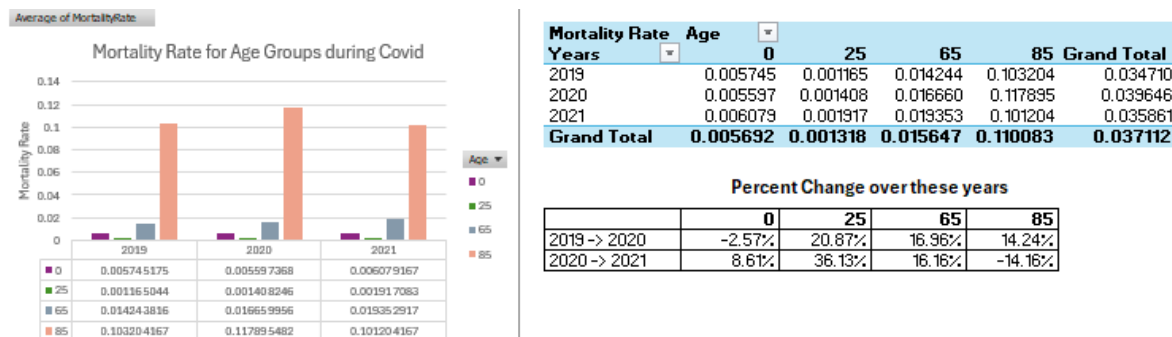 Average of MortalityRate
Mortality Rate for Age Groups during Covid
0.14
0.12
0.1
0.08
0.06
0.04
0.02
0
Mortality Rate
2019 2020 2021
0 0.005745175 0.005597368 0.006079167
25 0.001165044 0.001408246 0.001917083
65 0.014243816 0.016659956 0.019352917
85 0.103204167 0.117895482 0.101204167
Age
0
25
65
85
Mortality Rate Age
Years 0 25 65 85 Grand Total
2019 0.005745 0.001165 0.014244 0.103204 0.034710
2020 0.005597 0.001408 0.016660 0.117895 0.039646
2021 0.006079 0.001917 0.019353 0.101204 0.035861
Grand Total 0.005692 0.001318 0.015647 0.110083 0.037112
Percent Change over these years
0 25 65 85
2019 -> 2020 -2.57% 20.87% 16.96% 14.24%
2020 -> 2021 8.61% 36.13% 16.16% -14.16%